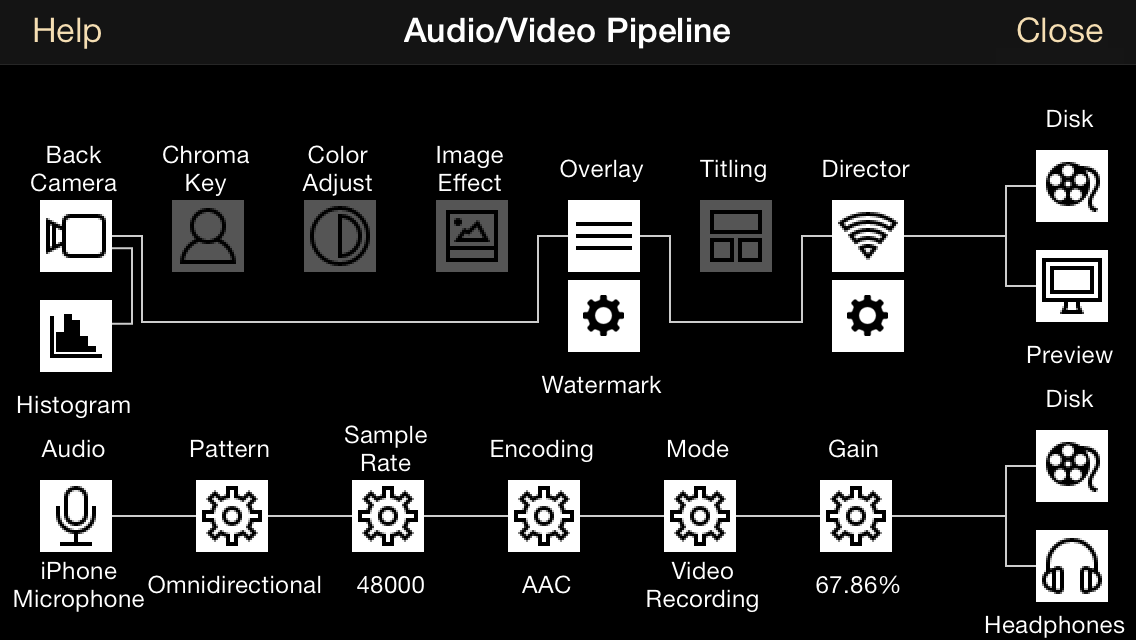 Help
Audio/Video Pipeline
Close
Disk
Back
Camera
Chroma
Key
Color
Adjust
Image
Effect
Overlay
Titling
Director
Preview
Watermark
Histogram
Disk
Audio
Pattern
Sample
Rate
Encoding
Mode
Gain
iPhone
Microphone
Omnidirectional
48000
AAC
Video
Recording
67.86%
Headphones